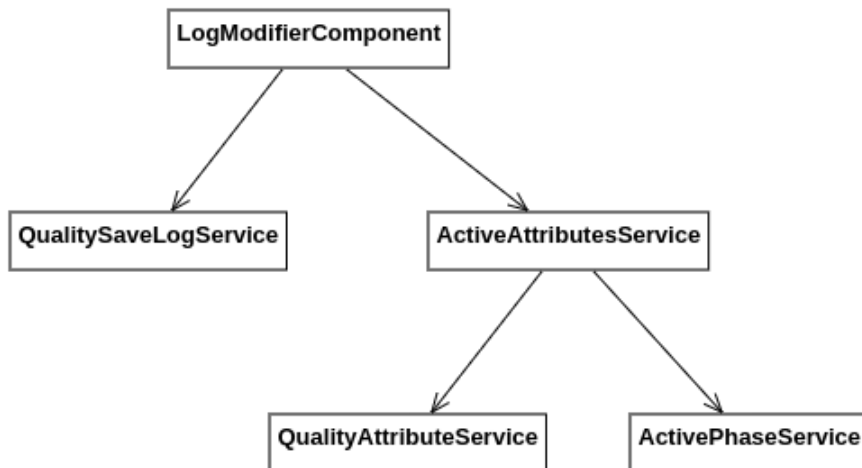 LogModifierComponent
QualitySaveLogService
ActiveAttributesService
QualityAttributeService
ActivePhaseService